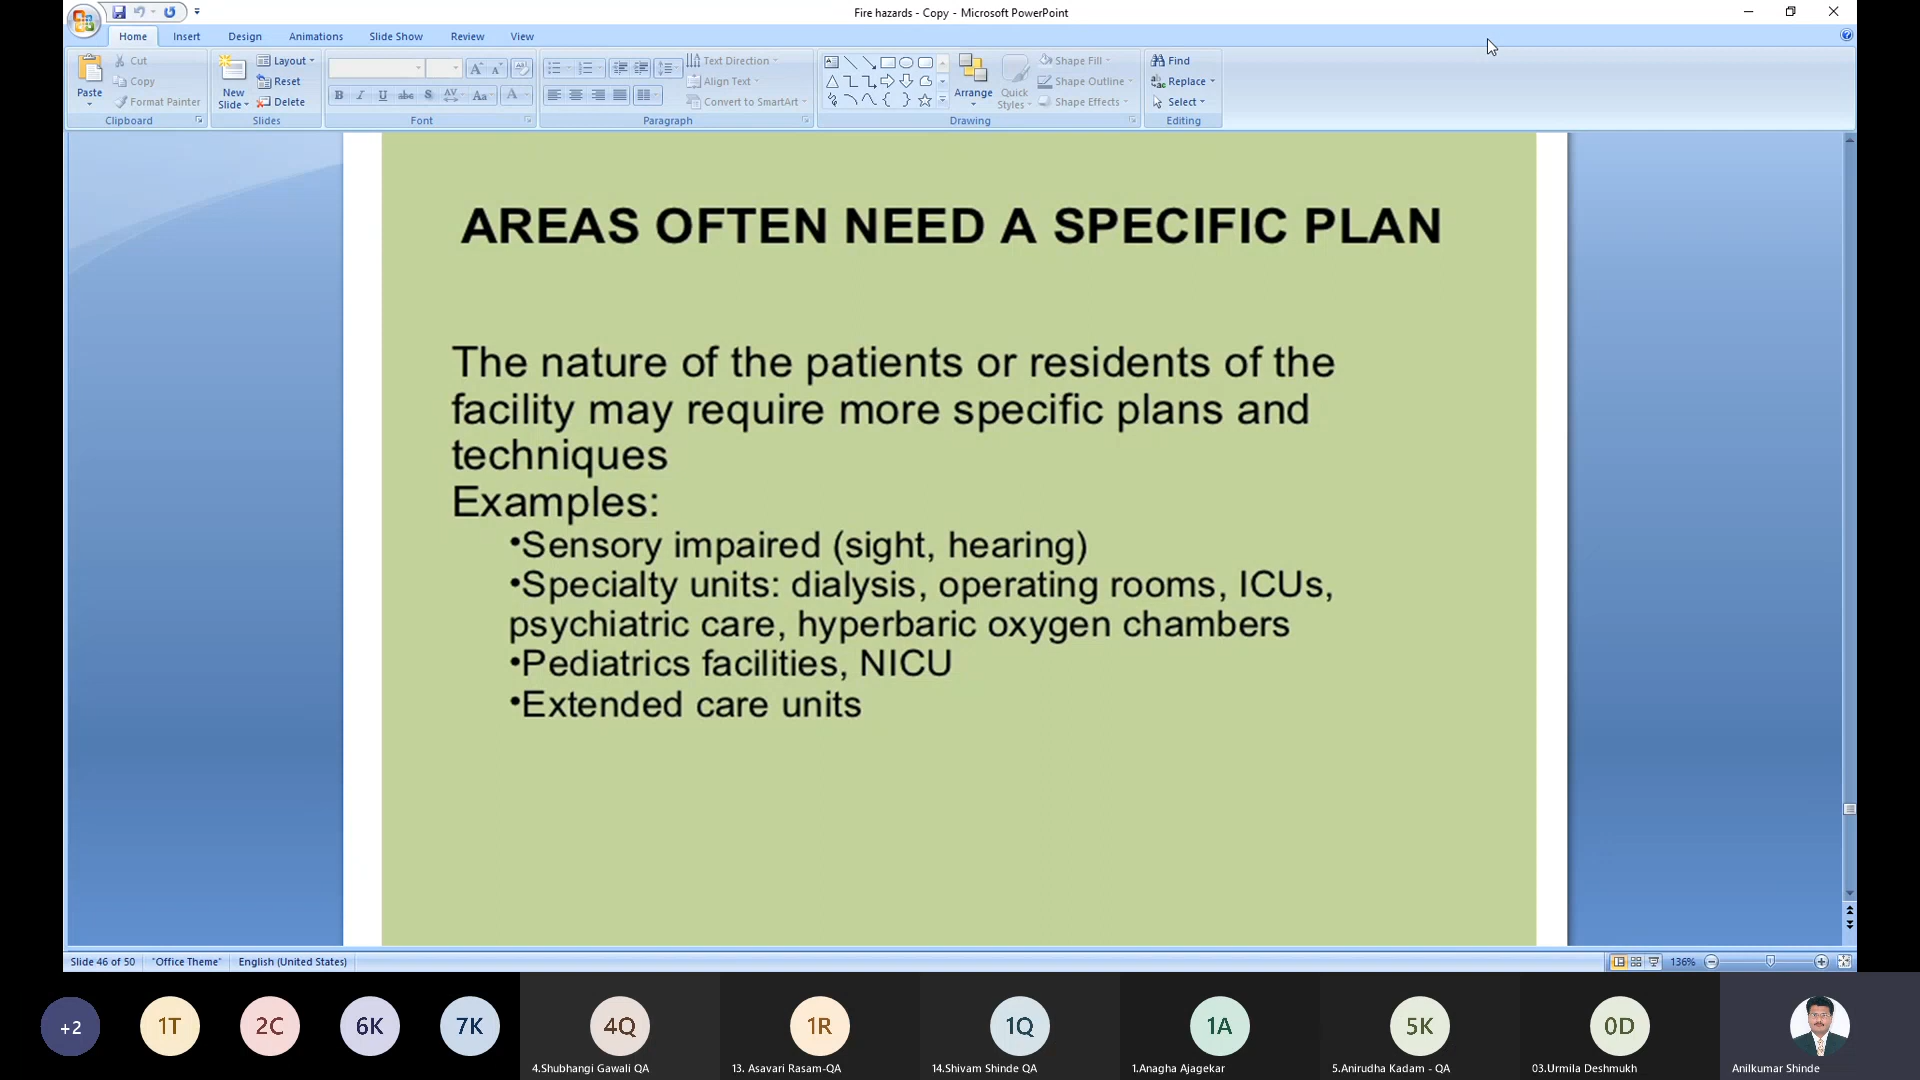 Fire hazards - Copy - Microsoft PowerPoint
Home Insert Design Animations Slide Show Review View
Paste
Cut
Copy
Format Painter
Clipboard
New Slide
Layout
Reset
Delete
Slides
B I U abc S AV Aa A
Font
Paragraph
Text Direction
Align Text
Convert to SmartArt
Arrange
Quick Styles
Shape Fill
Shape Outline
Shape Effects
Drawing
Find
Replace
Select
Editing
AREAS OFTEN NEED A SPECIFIC PLAN
The nature of the patients or residents of the
facility may require more specific plans and
techniques
Examples:
•Sensory impaired (sight, hearing)
•Specialty units: dialysis, operating rooms, ICUs,
psychiatric care, hyperbaric oxygen chambers
•Pediatrics facilities, NICU
•Extended care units
Slide 46 of 50 "Office Theme" English (United States) 136%
+2 1T 2C 6K 7K 4Q 1R 1Q 1A 5K 0D
4.Shubhangi Gawali QA 13. Asavari Rasam-QA 14.Shivam Shinde QA 1.Anagha Ajagekar 5.Anirudha Kadam - QA 03.Urmila Deshmukh Anilkumar Shinde